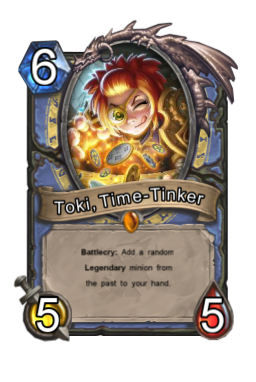 6
Toki, Time-Tinker
Battlecry: Add a random
Legendary minion from
the past to your hand.
5
5